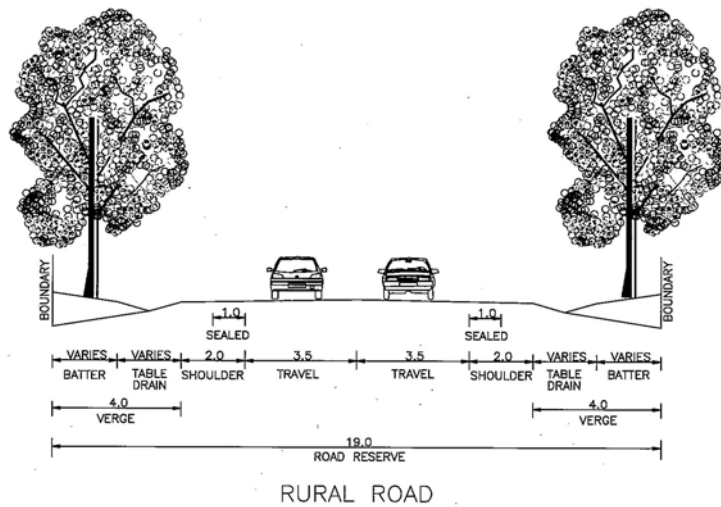 BOUNDARY
BOUNDARY
1.0
SEALED
1.0
SEALED
VARIES VARIES 2.0 3.5 3.5 2.0 VARIES VARIES
BATTER TABLE DRAIN SHOULDER TRAVEL TRAVEL SHOULDER TABLE DRAIN BATTER
4.0 4.0
VERGE VERGE
19.0
ROAD RESERVE
RURAL ROAD